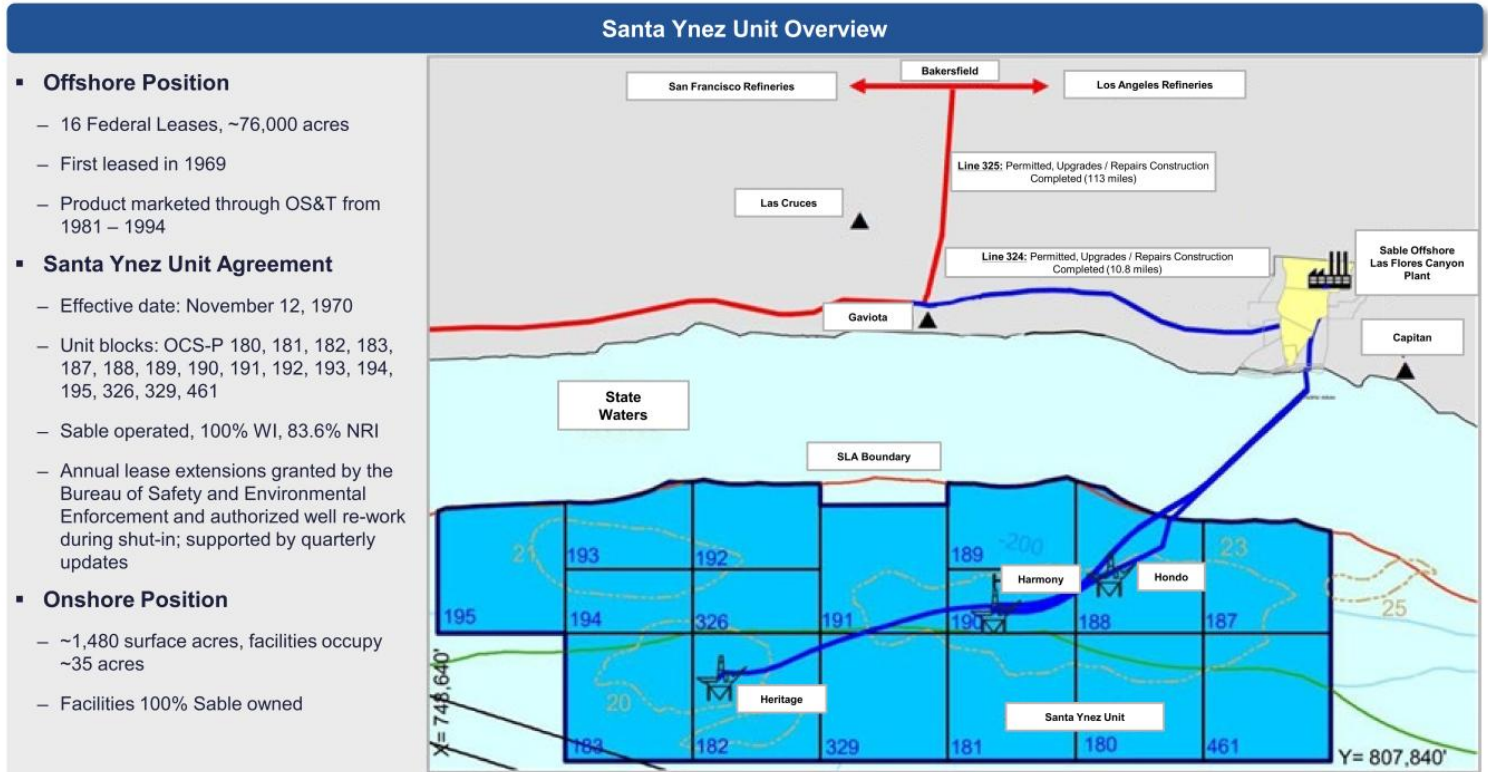 Santa Ynez Unit Overview
▪ Offshore Position
– 16 Federal Leases, ~76,000 acres
– First leased in 1969
– Product marketed through OS&T from
1981 – 1994
▪ Santa Ynez Unit Agreement
– Effective date: November 12, 1970
– Unit blocks: OCS-P 180, 181, 182, 183,
187, 188, 189, 190, 191, 192, 193, 194,
195, 326, 329, 461
– Sable operated, 100% WI, 83.6% NRI
– Annual lease extensions granted by the
Bureau of Safety and Environmental
Enforcement and authorized well re-work
during shut-in; supported by quarterly
updates
▪ Onshore Position
– ~1,480 surface acres, facilities occupy
~35 acres
– Facilities 100% Sable owned
Bakersfield
San Francisco Refineries
Los Angeles Refineries
Line 325: Permitted, Upgrades / Repairs Construction
Completed (113 miles)
Las Cruces
Line 324: Permitted, Upgrades / Repairs Construction
Completed (10.8 miles)
Sable Offshore
Las Flores Canyon
Plant
Gaviota
Capitan
State
Waters
SLA Boundary
21
193
192
189
-200
23
Harmony
Hondo
25
195
194
326
191
190
188
187
20
Heritage
Santa Ynez Unit
183
182
329
181
180
461
X= 748,640'
Y= 807,840'